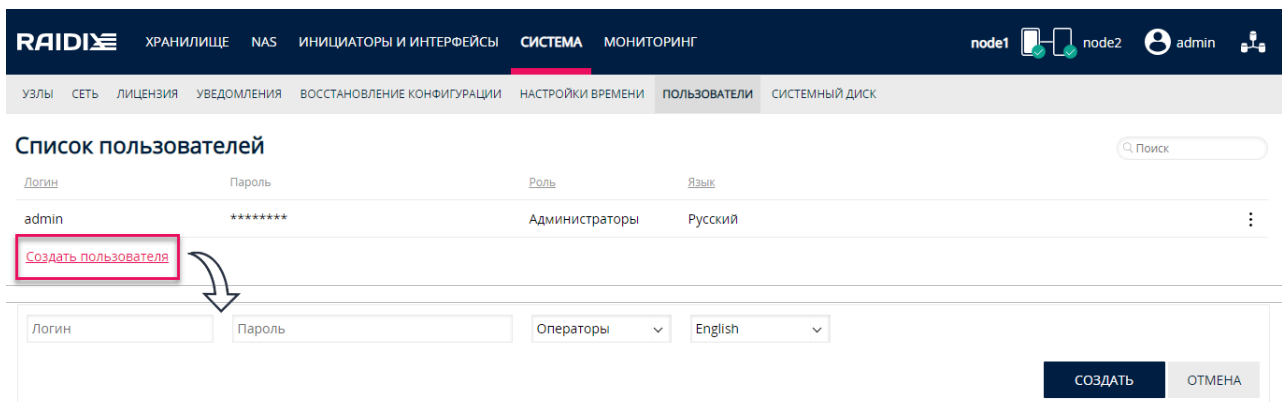 RAIDIX ХРАНИЛИЩЕ NAS ИНИЦИАТОРЫ И ИНТЕРФЕЙСЫ СИСТЕМА МОНИТОРИНГ node1 node2 admin
УЗЛЫ СЕТЬ ЛИЦЕНЗИЯ УВЕДОМЛЕНИЯ ВОССТАНОВЛЕНИЕ КОНФИГУРАЦИИ НАСТРОЙКИ ВРЕМЕНИ ПОЛЬЗОВАТЕЛИ СИСТЕМНЫЙ ДИСК
Список пользователей Поиск
Логин Пароль Роль Язык
admin ******** Администраторы Русский
Создать пользователя
Логин Пароль Операторы English
СОЗДАТЬ ОТМЕНА